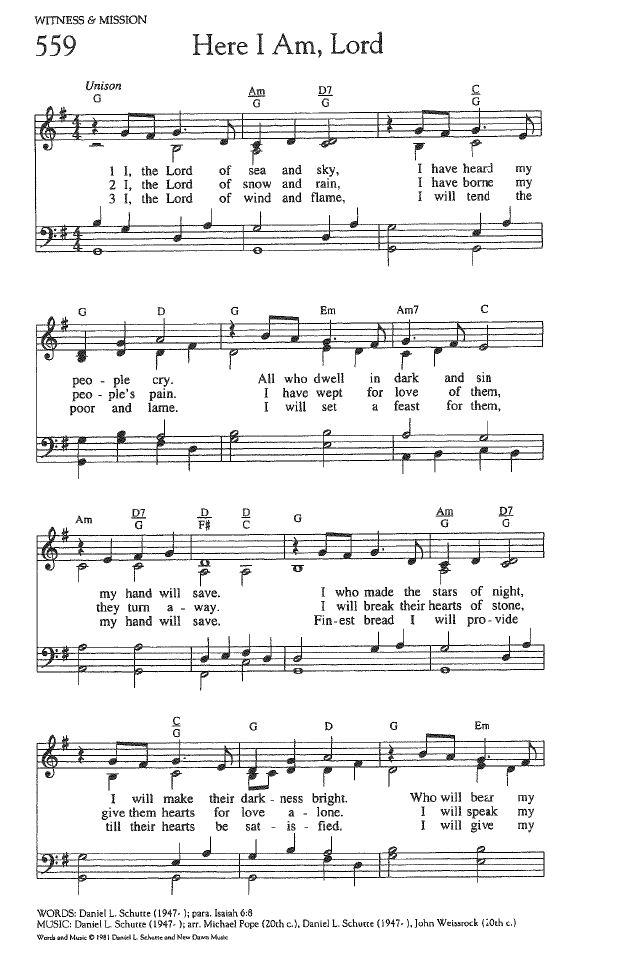 WITNESS & MISSION
559 Here I Am, Lord
Unison
G Am/G D7/G C/G
1 I, the Lord of sea and sky, I have heard my
2 I, the Lord of snow and rain, I have borne my
3 I, the Lord of wind and flame, I will tend the
G D G Em Am7 C
peo - ple cry. All who dwell in dark and sin
peo - ple's pain. I have wept for love of them,
poor and lame. I will set a feast for them,
Am D7/G D/F# D/C G Am/G D7/G
my hand will save. I who made the stars of night,
they turn a - way. I will break their hearts of stone,
my hand will save. Fin - est bread I will pro - vide
C/G G D G Em
I will make their dark - ness bright. Who will bear my
give them hearts for love a - lone. I will speak my
till their hearts be sat - is - fied. I will give my
WORDS: Daniel L. Schutte (1947- ); para. Isaiah 6:8
MUSIC: Daniel L. Schutte (1947- ); arr. Michael Pope (20th c.), Daniel L. Schutte (1947- ), John Weissrock (20th c.)
Words and Music © 1981 Daniel L. Schutte and New Dawn Music